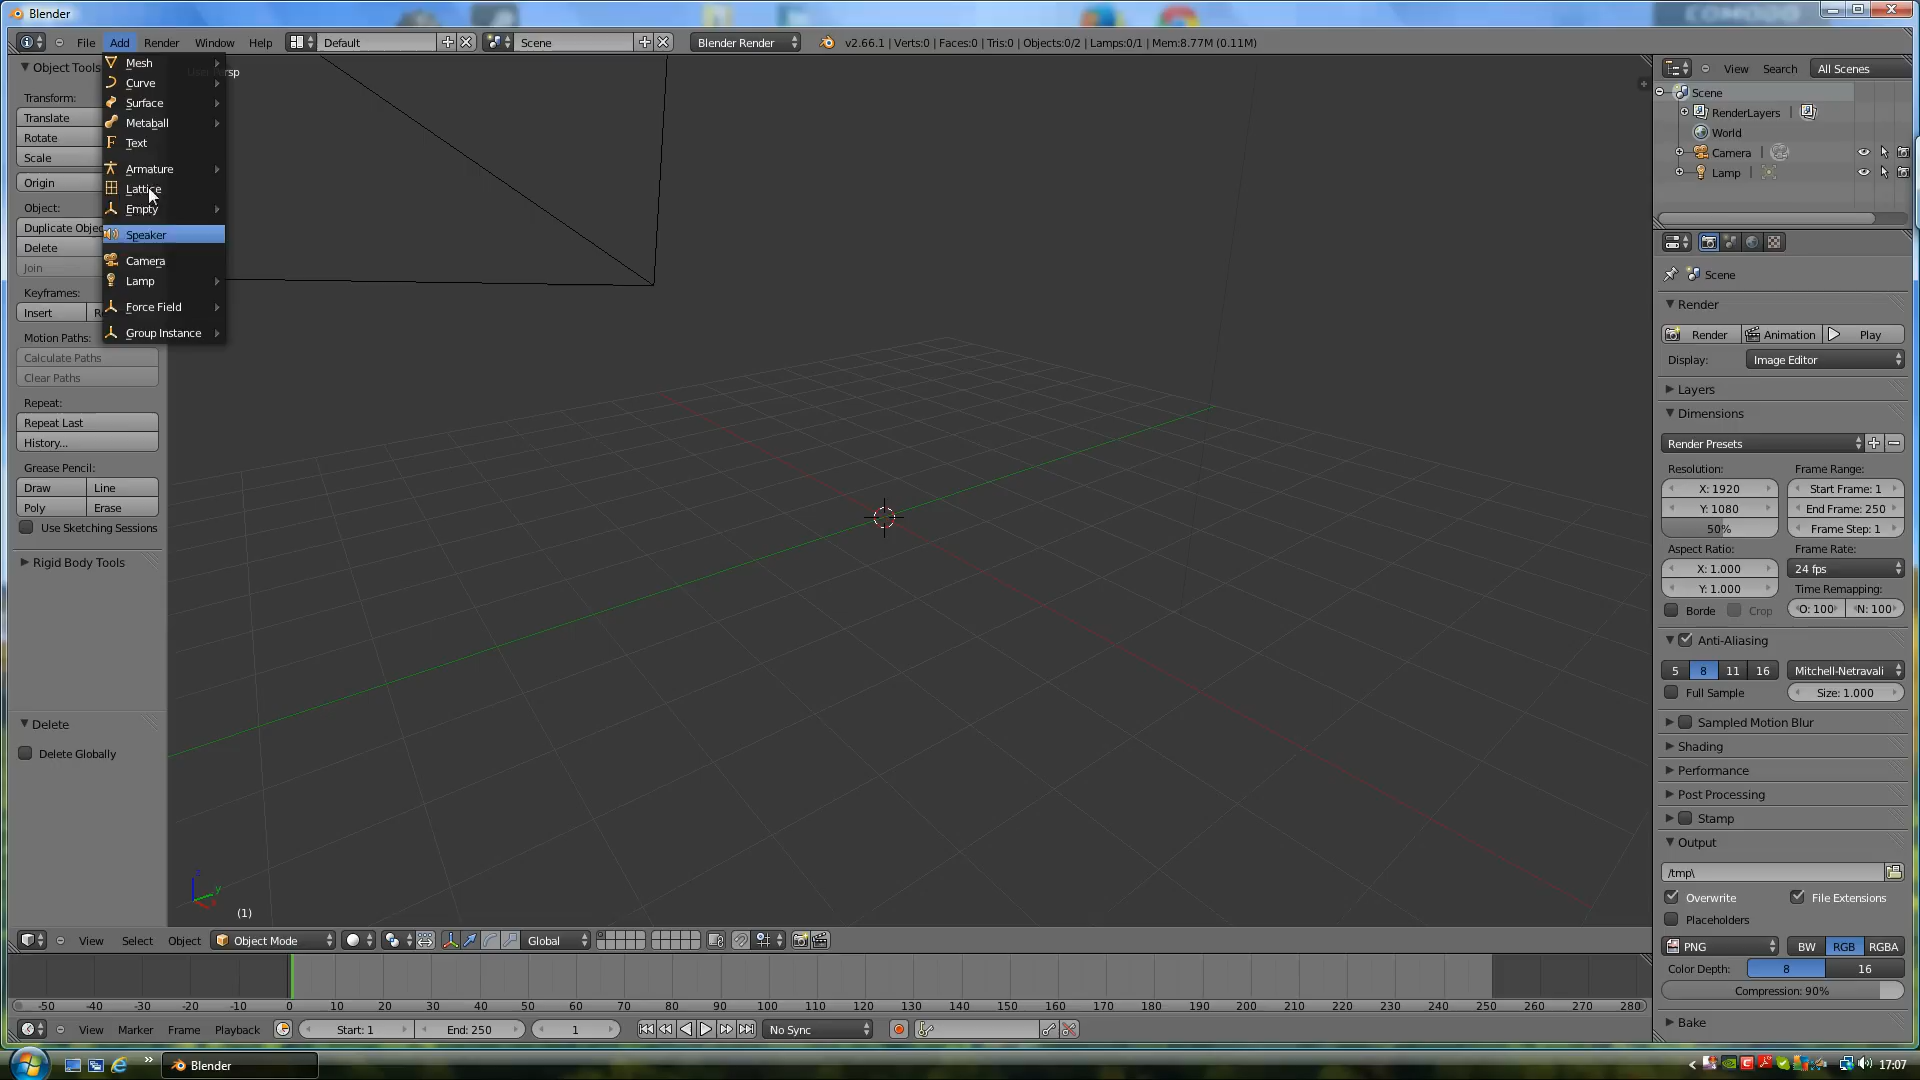 Blender
File Add Render Window Help Default Scene Blender Render v2.66.1 | Verts:0 | Faces:0 | Tris:0 | Objects:0/2 | Lamps:0/1 | Mem:8.77M (0.11M)
Object Tools
Transform:
Translate
Rotate
Scale
Origin
Object:
Delete
Join
Keyframes:
Insert
Motion Paths:
Calculate Paths
Clear Paths
Repeat:
Repeat Last
History...
Grease Pencil:
Draw Line
Poly Erase
Use Sketching Sessions
Rigid Body Tools
Delete
Delete Globally
Mesh
Curve
Surface
Metaball
Text
Armature
Lattice
Empty
Speaker
Camera
Lamp
Force Field
Group Instance
(1)
View Select Object Object Mode Global
-50 -40 -30 -20 -10 0 10 20 30 40 50 60 70 80 90 100 110 120 130 140 150 160 170 180 190 200 210 220 230 240 250 260 270 280
View Marker Frame Playback Start: 1 End: 250 1 No Sync
View Search All Scenes
Scene
RenderLayers |
World
Camera |
Lamp |
Scene
Render
Render Animation Play
Display: Image Editor
Layers
Dimensions
Render Presets
Resolution: Frame Range:
X: 1920 Start Frame: 1
Y: 1080 End Frame: 250
50% Frame Step: 1
Aspect Ratio: Frame Rate:
X: 1.000 24 fps
Y: 1.000 Time Remapping:
Borde Crop O: 100 N: 100
Anti-Aliasing
5 8 11 16 Mitchell-Netravali
Full Sample Size: 1.000
Sampled Motion Blur
Shading
Performance
Post Processing
Stamp
Output
/tmp\
Overwrite File Extensions
Placeholders
PNG BW RGB RGBA
Color Depth: 8 16
Compression: 90%
Bake
Blender 17:07